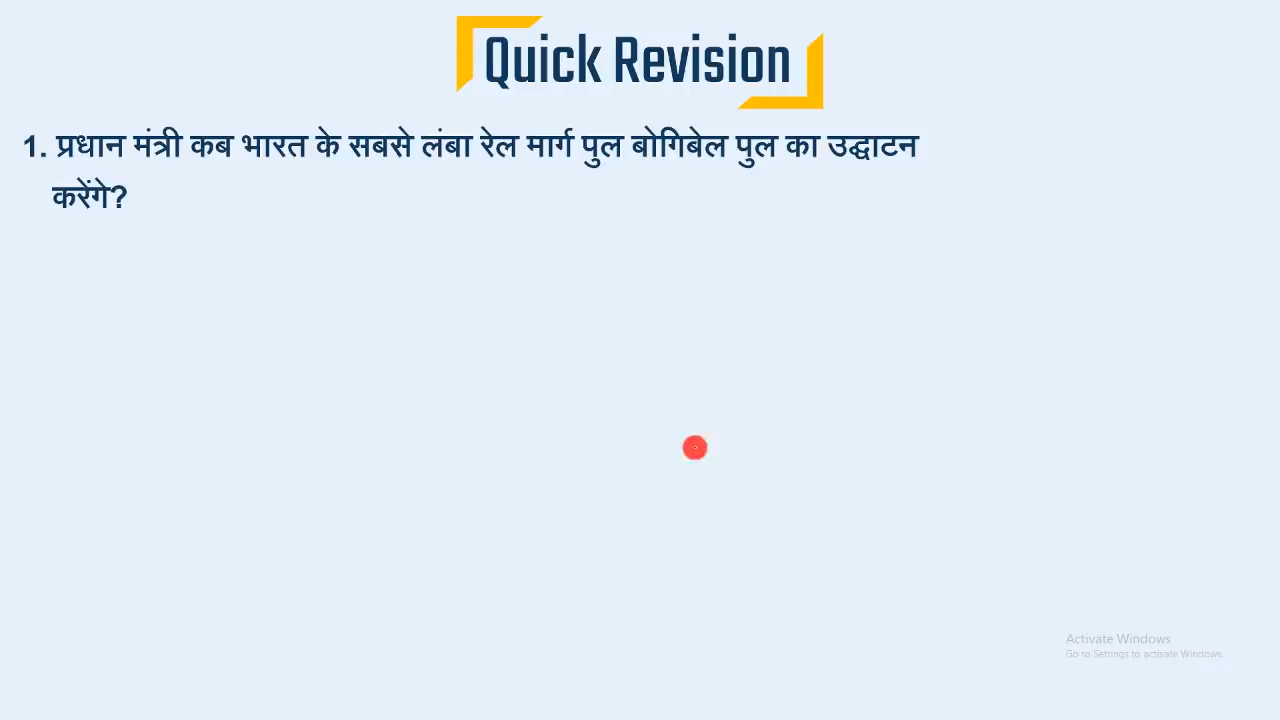 Quick Revision
1. प्रधान मंत्री कब भारत के सबसे लंबा रेल मार्ग पुल बोगिबेल पुल का उद्घाटन
करेंगे?
Activate Windows
Go to Settings to activate Windows.